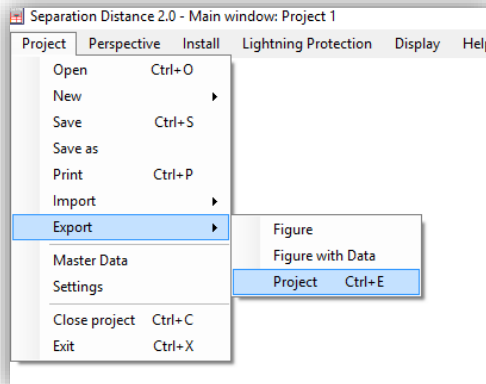 Separation Distance 2.0 - Main window: Project 1
Project Perspective Install Lightning Protection Display Help
Open Ctrl+O
New
Save Ctrl+S
Save as
Print Ctrl+P
Import
Export
Figure
Figure with Data
Project Ctrl+E
Master Data
Settings
Close project Ctrl+C
Exit Ctrl+X